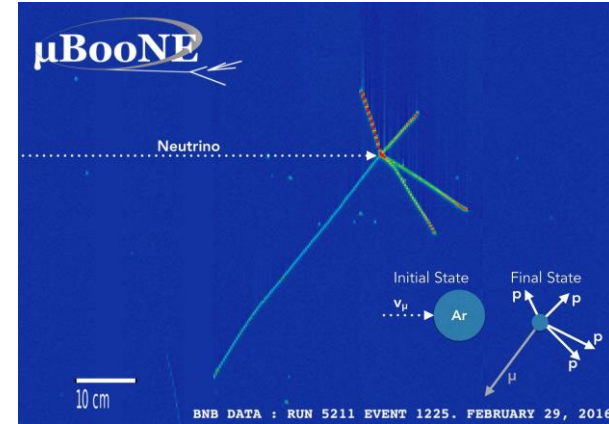 µBooNE
Neutrino
Initial State
Final State
νμ
Ar
p
p
p
p
μ
10 cm
BNB DATA : RUN 5211 EVENT 1225. FEBRUARY 29, 2016